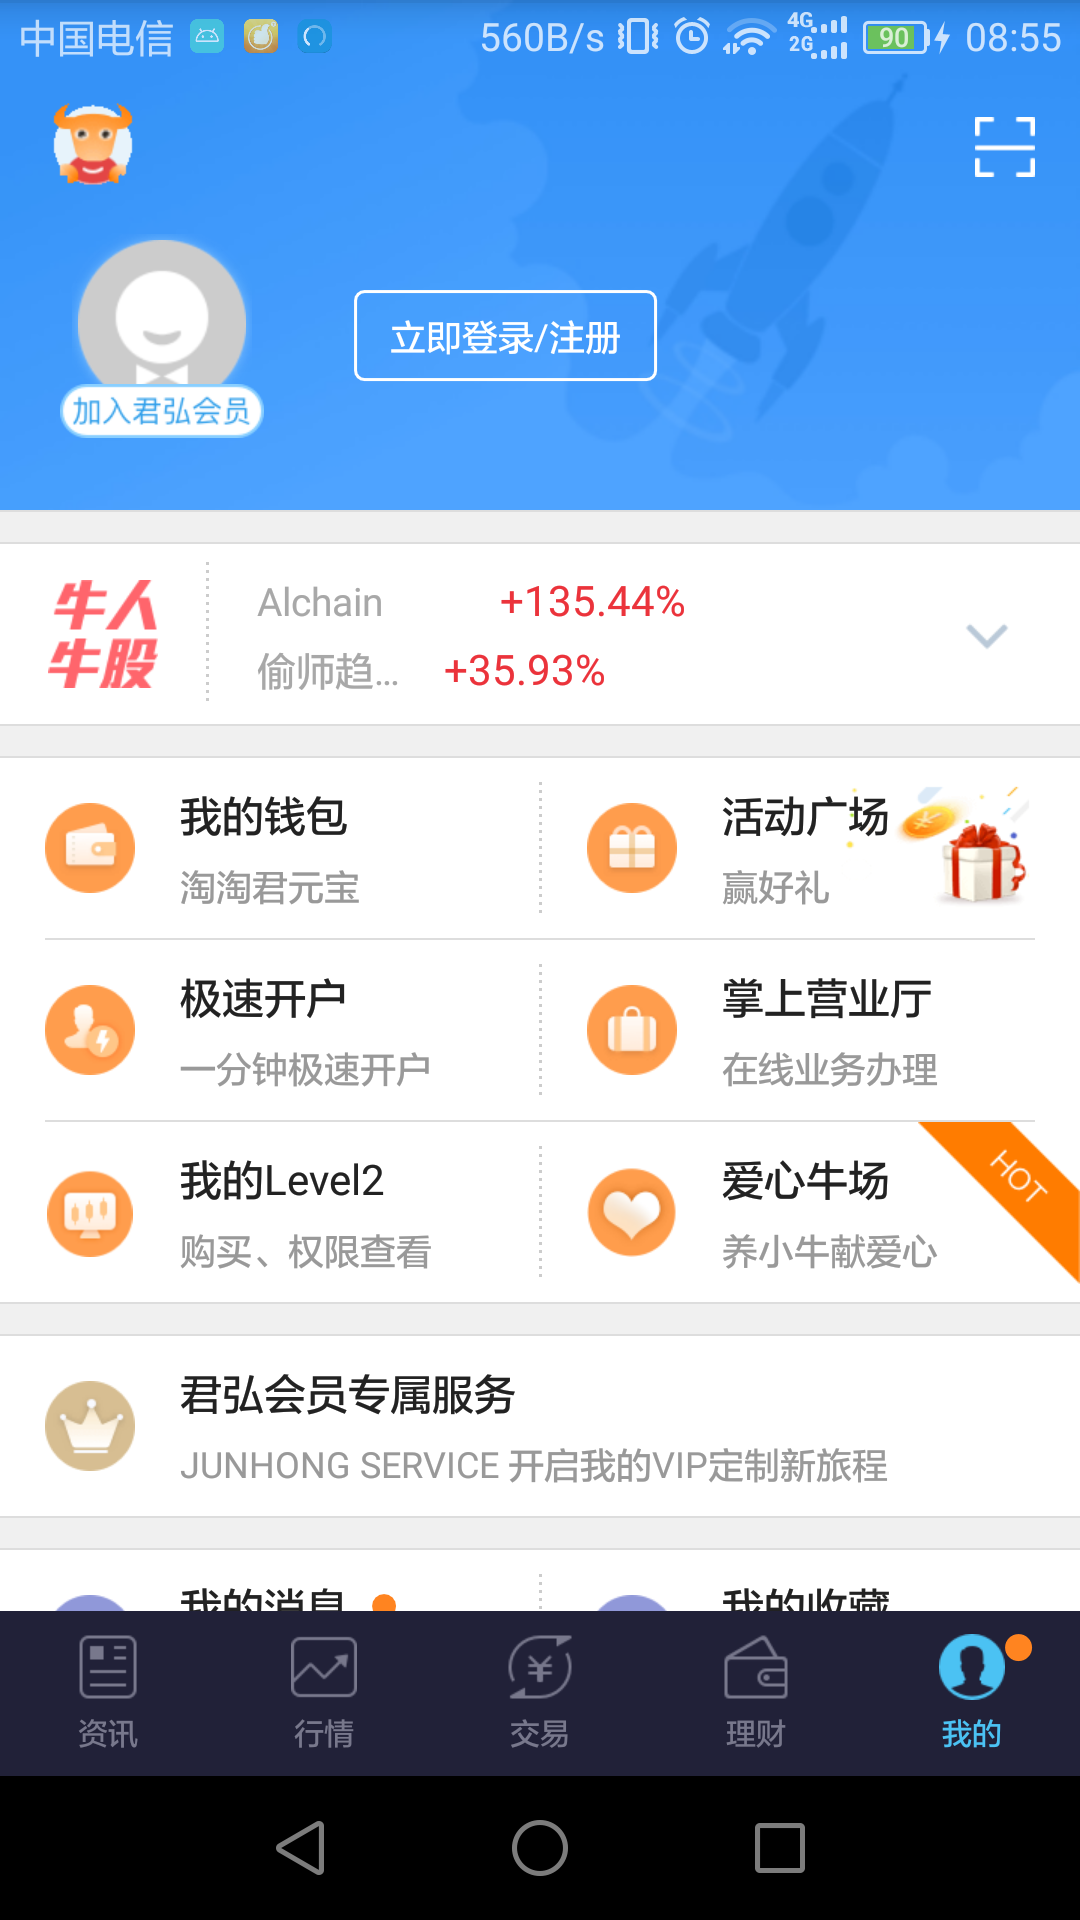 中国电信 560B/s 4G 2G 90 08:55
立即登录/注册
加入君弘会员
牛人
牛股
Alchain +135.44%
偷师趋... +35.93%
我的钱包
淘淘君元宝
活动广场
赢好礼
极速开户
一分钟极速开户
掌上营业厅
在线业务办理
我的Level2
购买、权限查看
爱心牛场
养小牛献爱心
HOT
君弘会员专属服务
JUNHONG SERVICE 开启我的VIP定制新旅程
我的消息
我的收藏
资讯
行情
交易
理财
我的